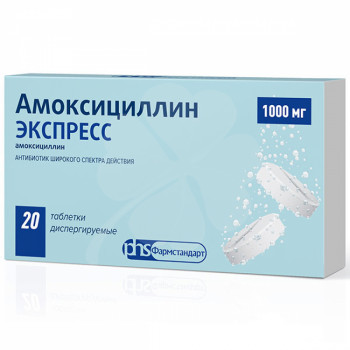 Амоксициллин
ЭКСПРЕСС
амоксициллин
АНТИБИОТИК ШИРОКОГО СПЕКТРА ДЕЙСТВИЯ
1000 мг
20 таблетки
диспергируемые
phs Фармстандарт